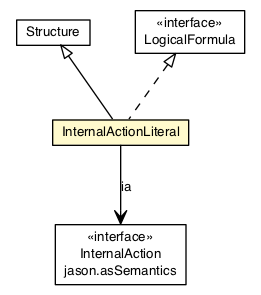 Structure
«interface»
LogicalFormula
InternalActionLiteral
ia
«interface»
InternalAction
jason.asSemantics